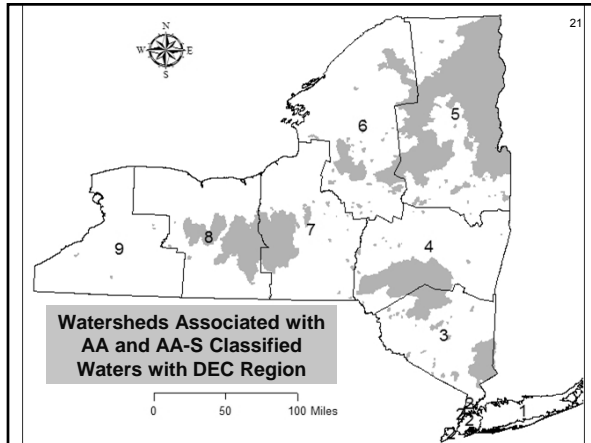 21
N
W E
S
6
5
9
8
7
4
3
2
1
Watersheds Associated with
AA and AA-S Classified
Waters with DEC Region
0 50 100 Miles